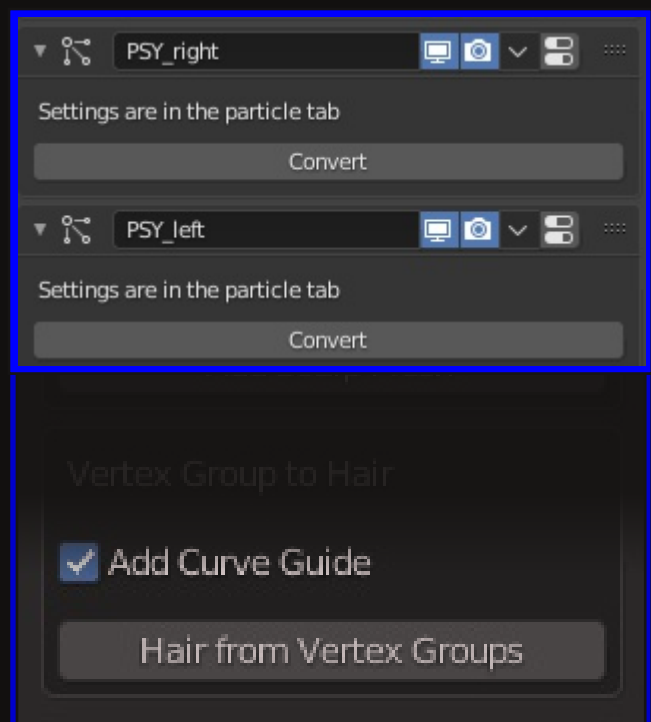 PSY_right
Settings are in the particle tab
Convert
PSY_left
Settings are in the particle tab
Convert
Vertex Group to Hair
Add Curve Guide
Hair from Vertex Groups